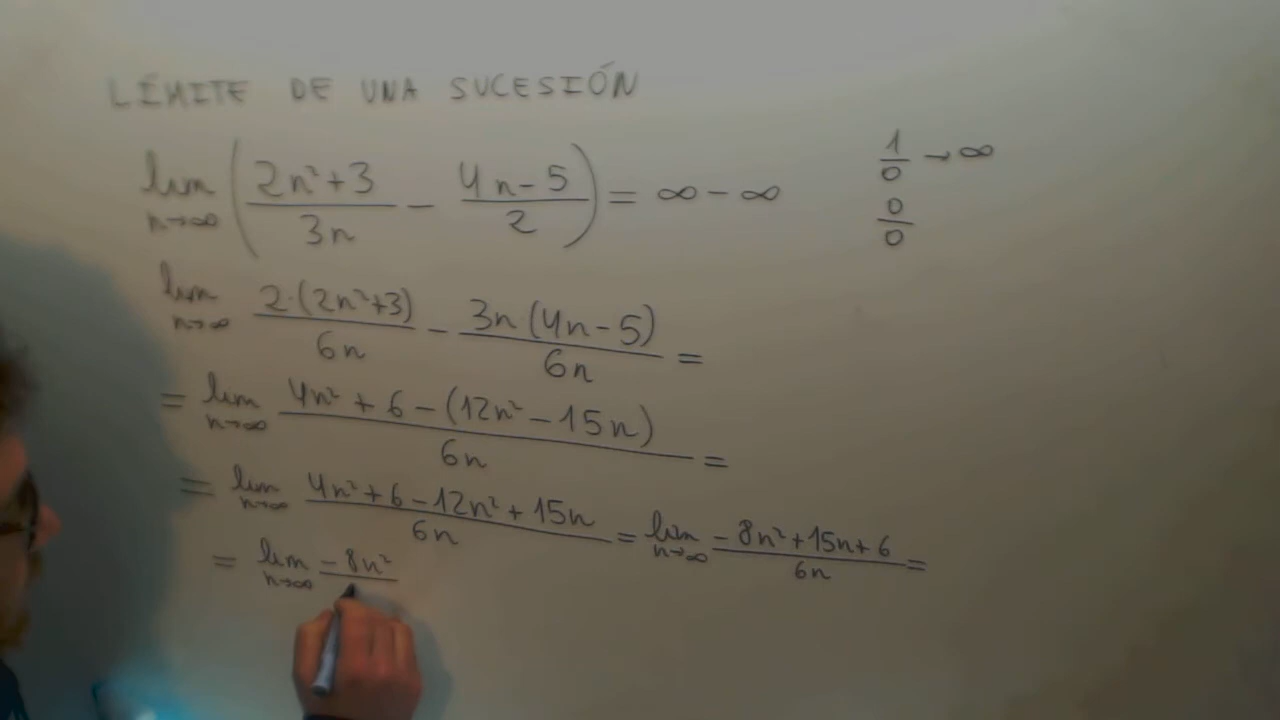 LÍMITE DE UNA SUCESIÓN
lim n→∞ ( (2n²+3)/(3n) − (4n−5)/2 ) = ∞ − ∞
1/0 → ∞
0/0
lim n→∞ 2·(2n²+3)/6n − 3n(4n−5)/6n =
= lim n→∞ (4n² + 6 − (12n² − 15n))/6n =
= lim n→∞ (4n² + 6 − 12n² + 15n)/6n = lim n→∞ (−8n² + 15n + 6)/6n =
= lim n→∞ −8n²